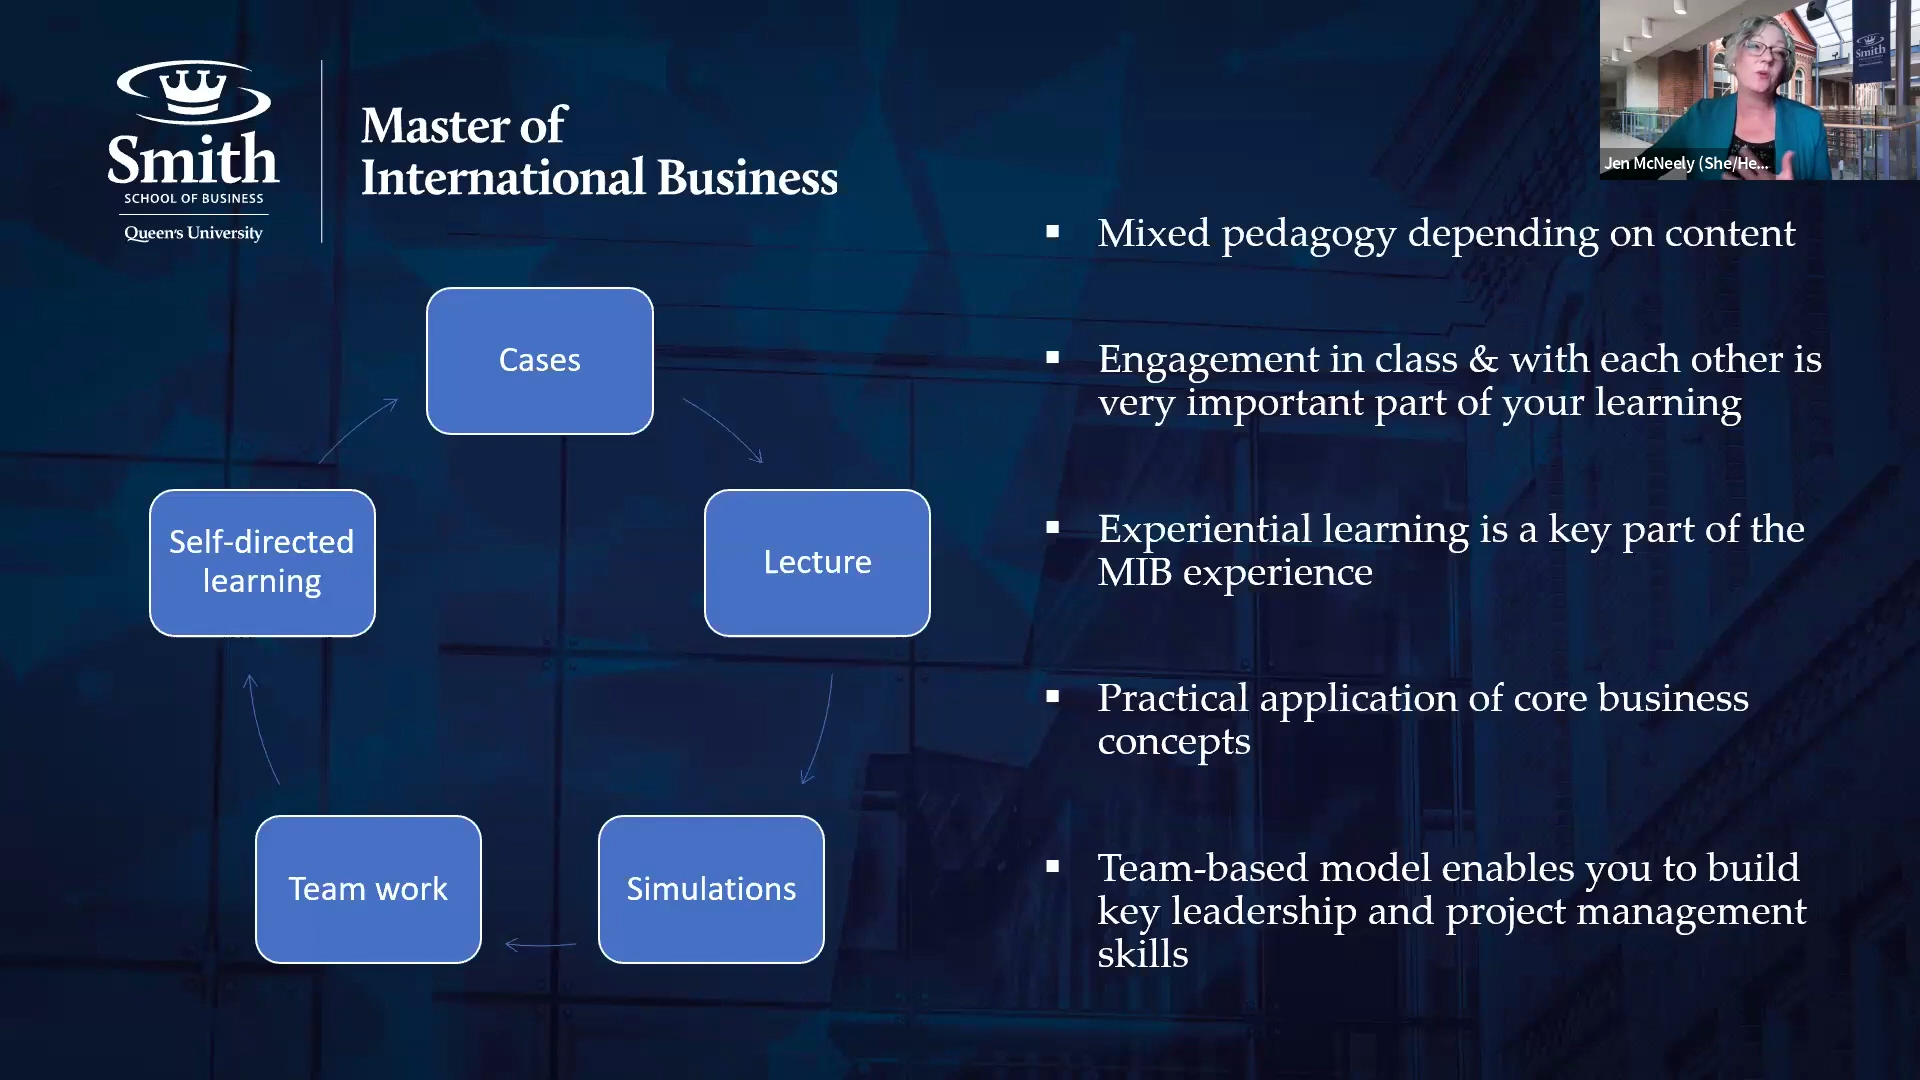 Smith
SCHOOL OF BUSINESS
Queen's University
Master of
International Business
Smith
Jen McNeely (She/He...
Cases
Lecture
Simulations
Team work
Self-directed
learning
▪ Mixed pedagogy depending on content
▪ Engagement in class & with each other is
very important part of your learning
▪ Experiential learning is a key part of the
MIB experience
▪ Practical application of core business
concepts
▪ Team-based model enables you to build
key leadership and project management
skills